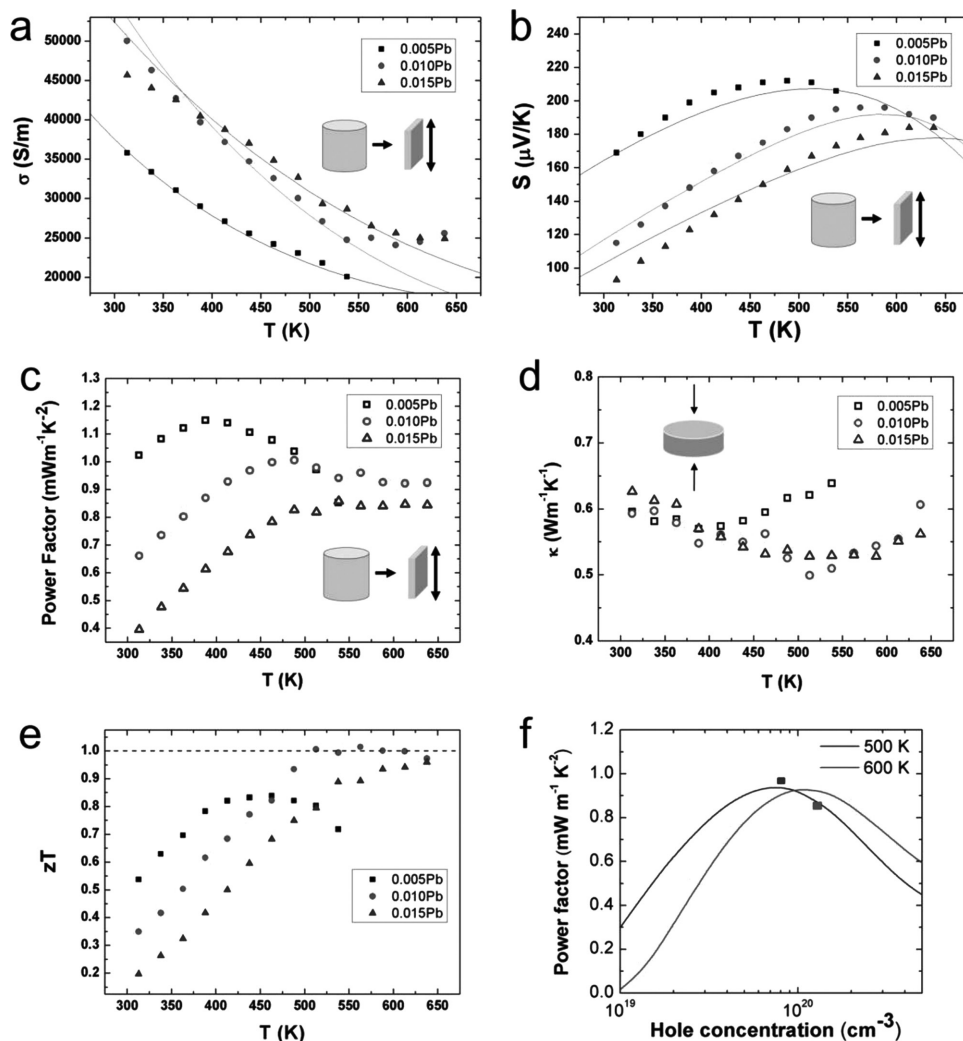 a
σ (S/m)
50000
45000
40000
35000
30000
25000
20000
0.005Pb
0.010Pb
0.015Pb
300 350 400 450 500 550 600 650
T (K)
b
S (μV/K)
240
220
200
180
160
140
120
100
0.005Pb
0.010Pb
0.015Pb
300 350 400 450 500 550 600 650
T (K)
c
Power Factor (mWm⁻¹K⁻²)
1.3
1.2
1.1
1.0
0.9
0.8
0.7
0.6
0.5
0.4
0.005Pb
0.010Pb
0.015Pb
300 350 400 450 500 550 600 650
T (K)
d
κ (Wm⁻¹K⁻¹)
0.8
0.7
0.6
0.5
0.4
0.005Pb
0.010Pb
0.015Pb
300 350 400 450 500 550 600 650
T (K)
e
zT
1.0
0.9
0.8
0.7
0.6
0.5
0.4
0.3
0.2
0.005Pb
0.010Pb
0.015Pb
300 350 400 450 500 550 600 650
T (K)
f
Power factor (mW m⁻¹ K⁻²)
1.2
1.0
0.8
0.6
0.4
0.2
0.0
500 K
600 K
10¹⁹ 10²⁰
Hole concentration (cm⁻³)